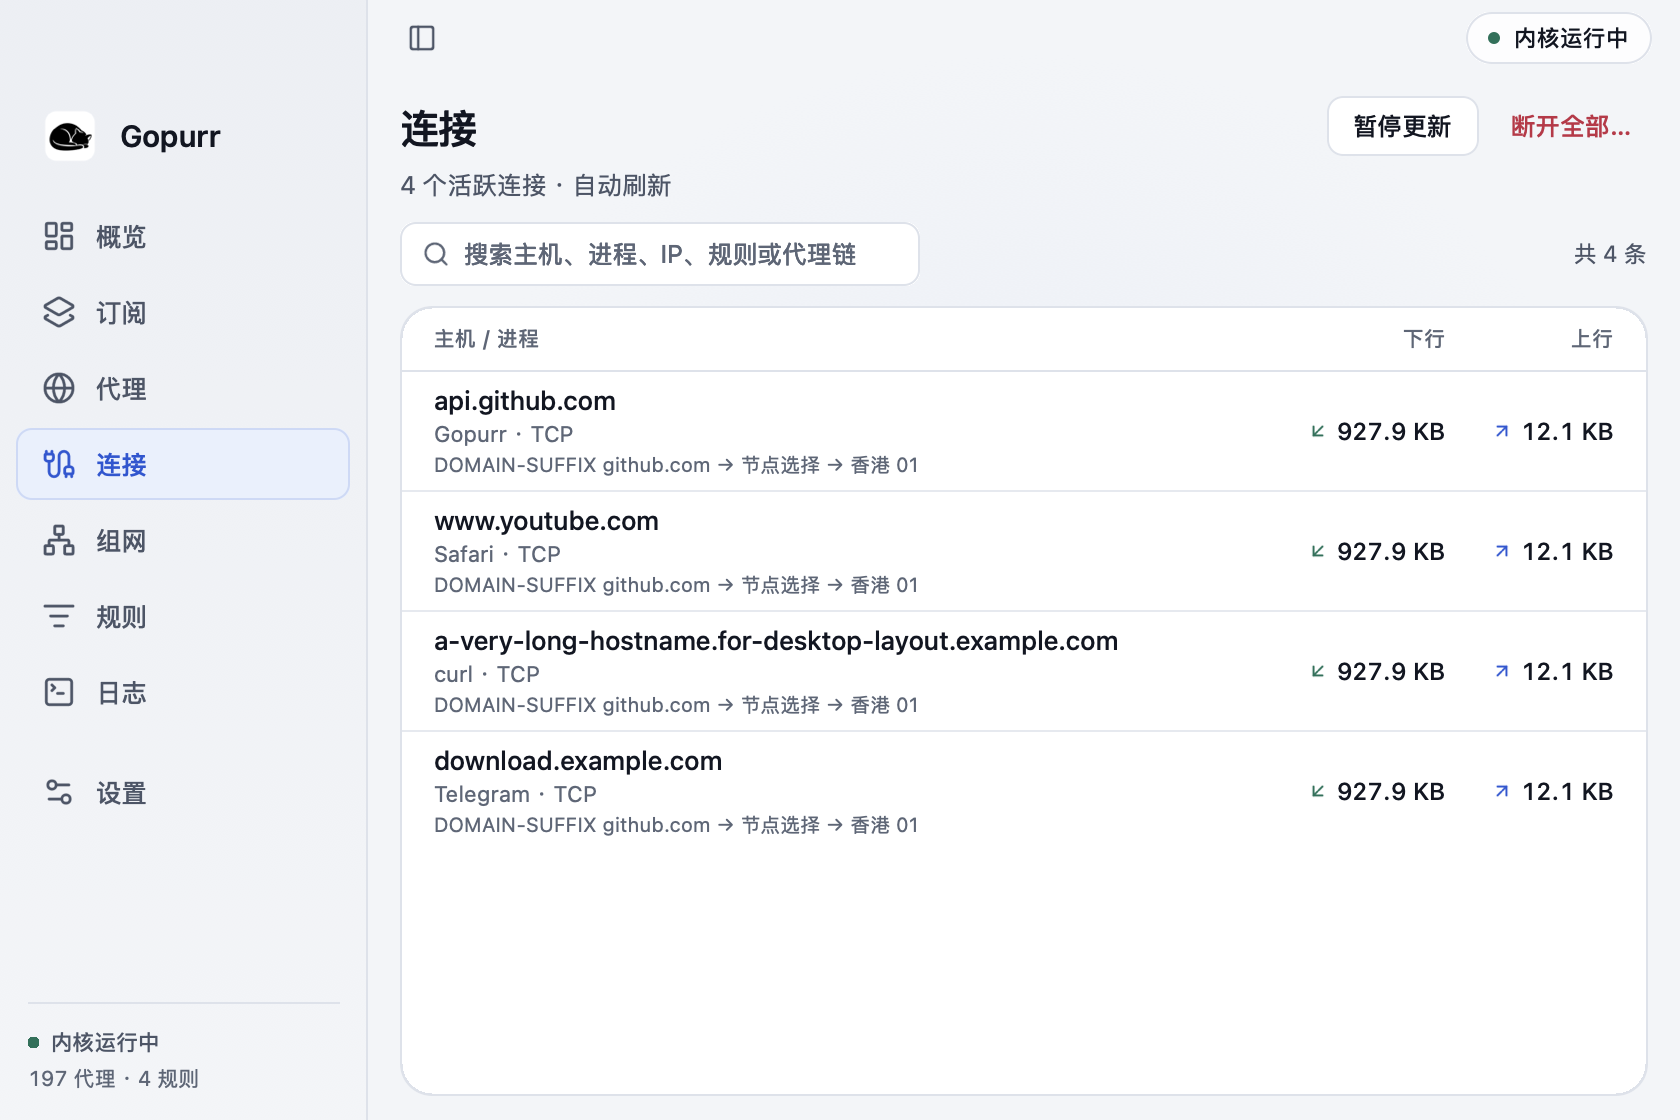 内核运行中
Gopurr
概览
订阅
代理
连接
组网
规则
日志
设置
内核运行中
197 代理 · 4 规则
连接
暂停更新
断开全部...
4 个活跃连接 · 自动刷新
搜索主机、进程、IP、规则或代理链
共 4 条
主机 / 进程 下行 上行
api.github.com
Gopurr · TCP
DOMAIN-SUFFIX github.com → 节点选择 → 香港 01
↙ 927.9 KB ↗ 12.1 KB
www.youtube.com
Safari · TCP
DOMAIN-SUFFIX github.com → 节点选择 → 香港 01
↙ 927.9 KB ↗ 12.1 KB
a-very-long-hostname.for-desktop-layout.example.com
curl · TCP
DOMAIN-SUFFIX github.com → 节点选择 → 香港 01
↙ 927.9 KB ↗ 12.1 KB
download.example.com
Telegram · TCP
DOMAIN-SUFFIX github.com → 节点选择 → 香港 01
↙ 927.9 KB ↗ 12.1 KB